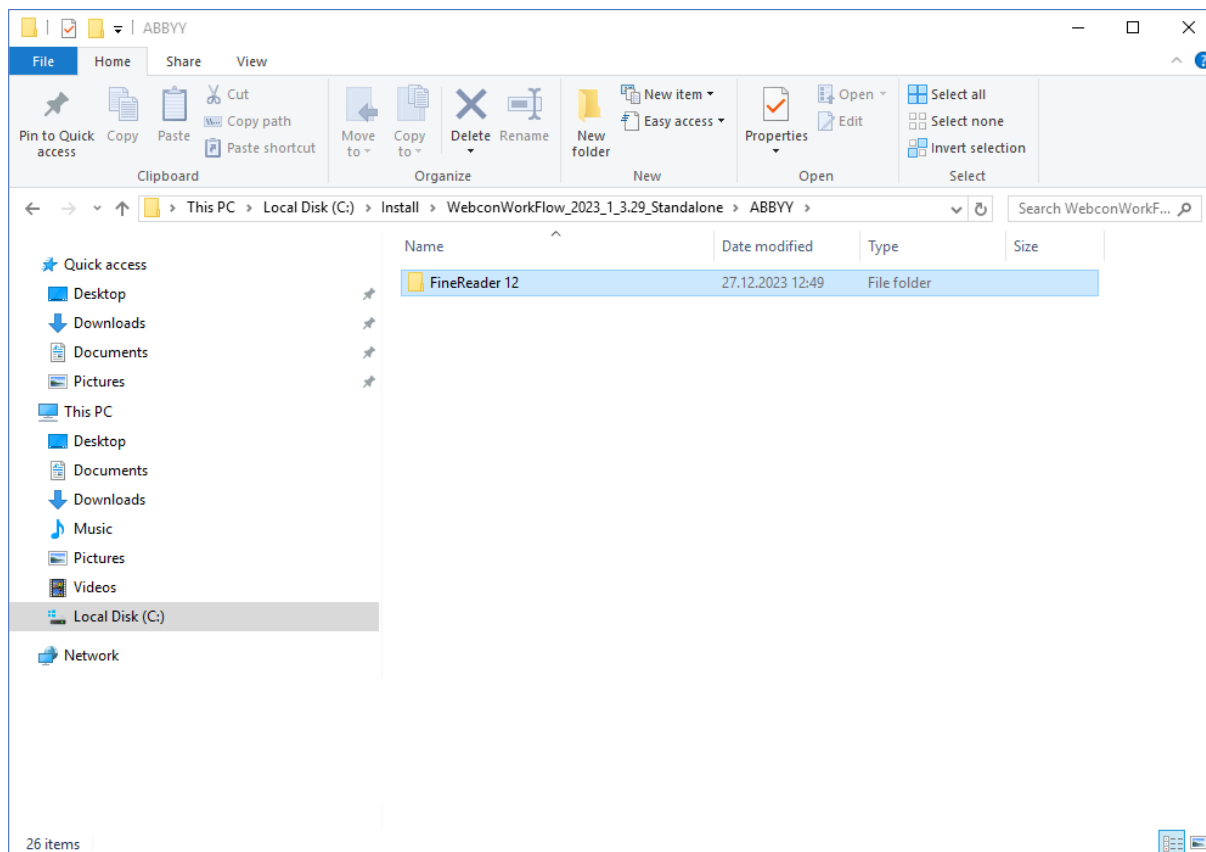 ABBYY
File Home Share View
Pin to Quick access
Copy
Paste
Cut
Copy path
Paste shortcut
Clipboard
Move to
Copy to
Delete
Rename
Organize
New folder
New item
Easy access
New
Properties
Open
Edit
Open
Select all
Select none
Invert selection
Select
This PC > Local Disk (C:) > Install > WebconWorkFlow_2023_1_3.29_Standalone > ABBYY >
Search WebconWorkF...
Name Date modified Type Size
FineReader 12 27.12.2023 12:49 File folder
Quick access
Desktop
Downloads
Documents
Pictures
This PC
Desktop
Documents
Downloads
Music
Pictures
Videos
Local Disk (C:)
Network
26 items